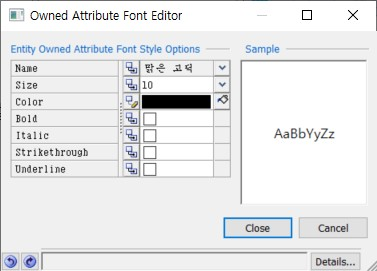 Owned Attribute Font Editor
Entity Owned Attribute Font Style Options
Sample
Name
맑은 고딕
Size
10
Color
Bold
Italic
Strikethrough
Underline
AaBbYyZz
Close
Cancel
Details...